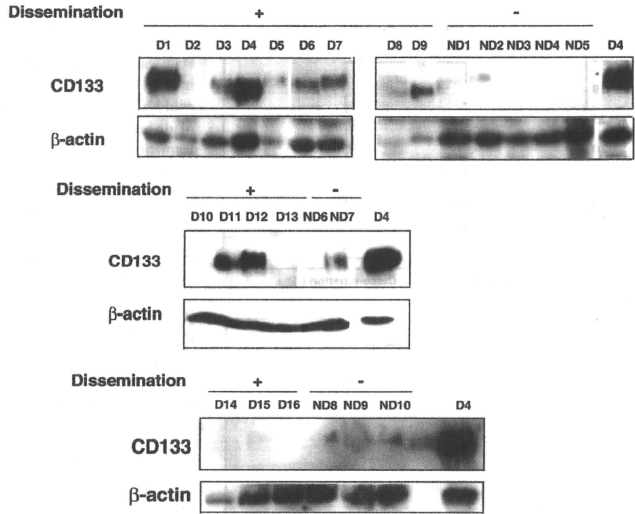 Dissemination + -
D1 D2 D3 D4 D5 D6 D7 D8 D9 ND1 ND2 ND3 ND4 ND5 D4
CD133
β-actin
Dissemination + -
D10 D11 D12 D13 ND6 ND7 D4
CD133
β-actin
Dissemination + -
D14 D15 D16 ND8 ND9 ND10 D4
CD133
β-actin